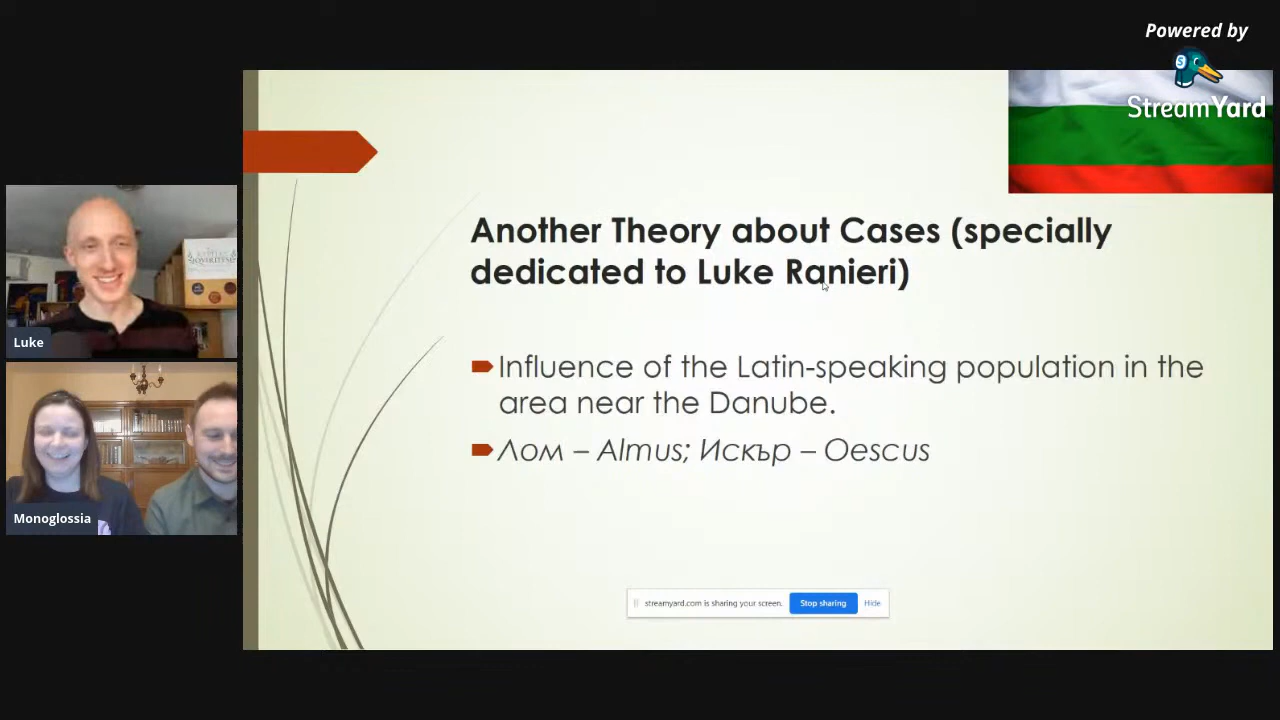 Powered by
StreamYard
Another Theory about Cases (specially
dedicated to Luke Ranieri)
Influence of the Latin-speaking population in the
area near the Danube.
Лом – Almus; Искър – Oescus
Luke
Monoglossia
streamyard.com is sharing your screen.
Stop sharing
Hide